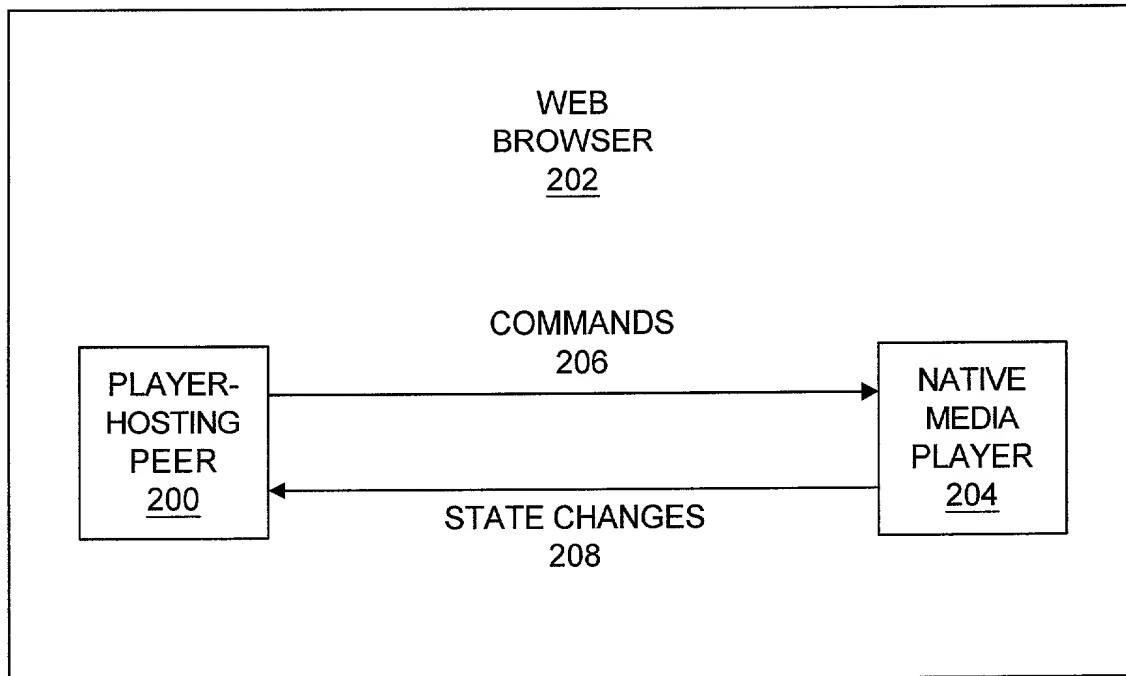 WEB
BROWSER
202
COMMANDS
206
PLAYER-
HOSTING
PEER
200
NATIVE
MEDIA
PLAYER
204
STATE CHANGES
208